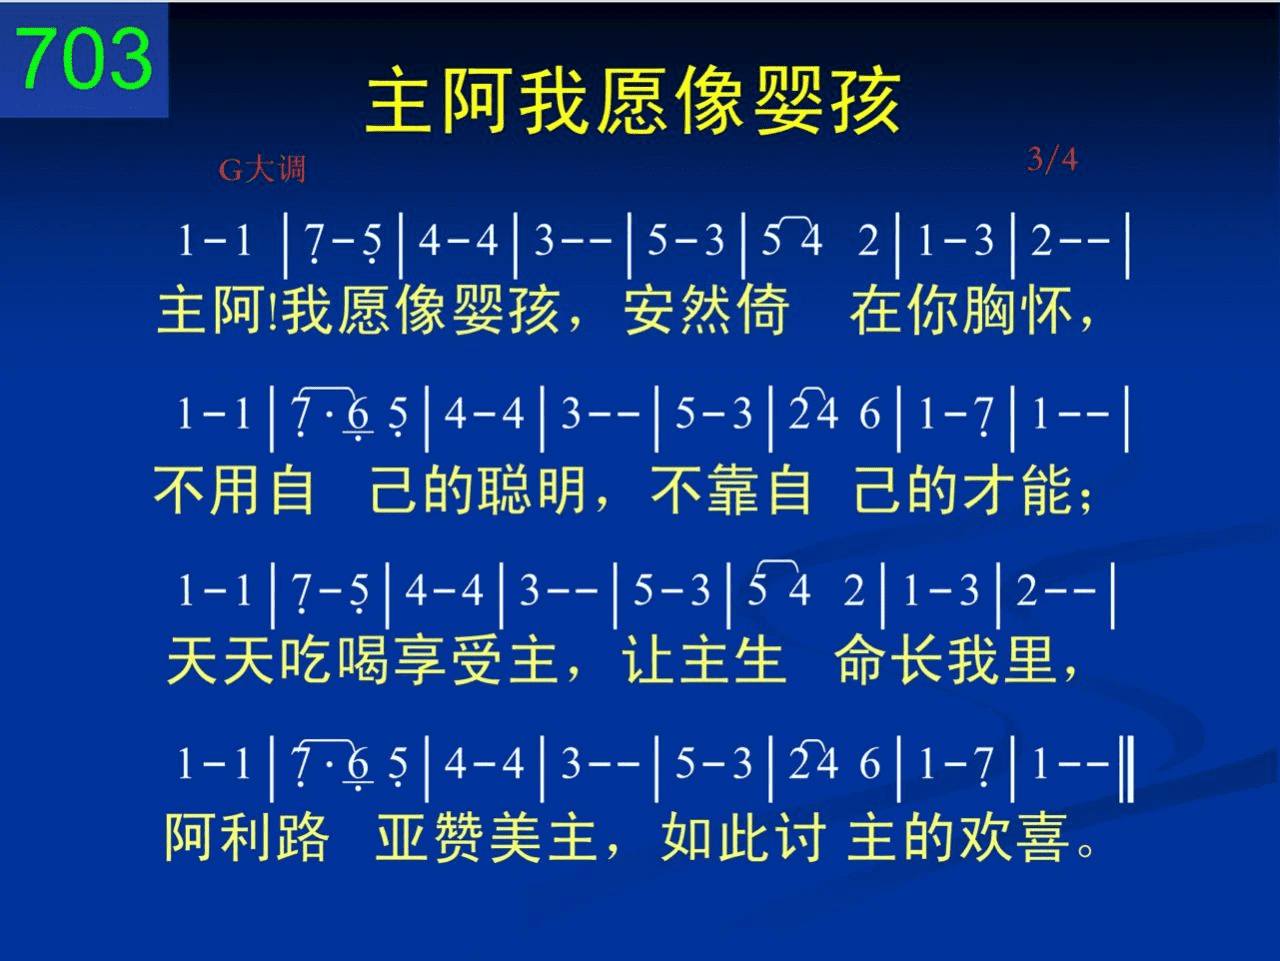 703
主阿我愿像婴孩
G大调 3/4
1-1 |7̣-5̣|4-4|3--|5-3|5 4 2|1-3|2--|
主阿!我愿像婴孩，安然倚 在你胸怀，
1-1|7̣·6̣ 5̣|4-4|3--|5-3|24 6|1-7̣|1--|
不用自 己的聪明，不靠自 己的才能；
1-1|7̣-5̣|4-4|3--|5-3|5 4 2|1-3|2--|
天天吃喝享受主，让主生 命长我里，
1-1|7̣·6̣ 5̣|4-4|3--|5-3|24 6|1-7̣|1--‖
阿利路 亚赞美主，如此讨 主的欢喜。